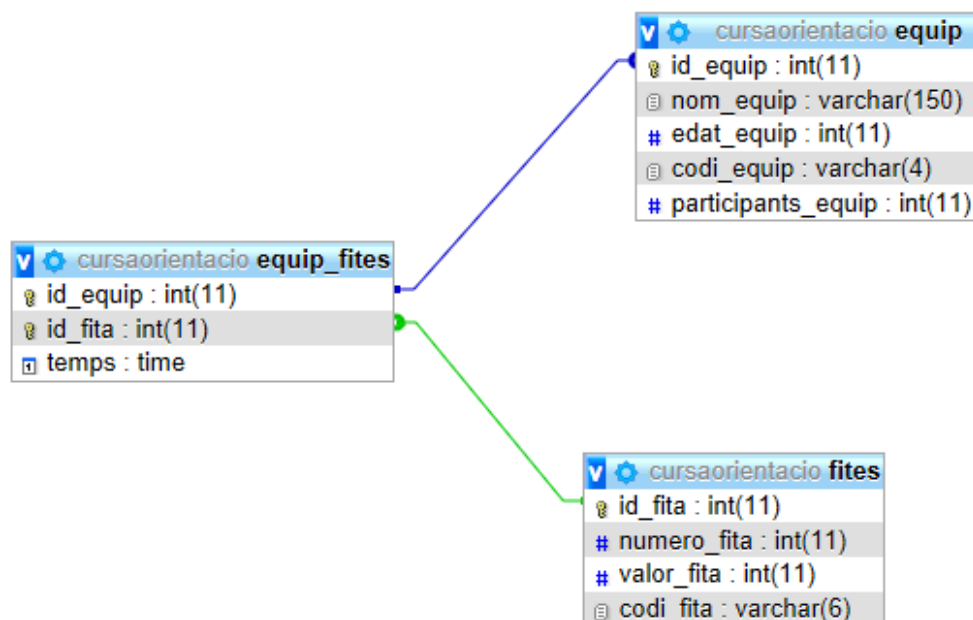 cursaorientacio equip
id_equip : int(11)
nom_equip : varchar(150)
edat_equip : int(11)
codi_equip : varchar(4)
participants_equip : int(11)
cursaorientacio equip_fites
id_equip : int(11)
id_fita : int(11)
temps : time
cursaorientacio fites
id_fita : int(11)
numero_fita : int(11)
valor_fita : int(11)
codi_fita : varchar(6)